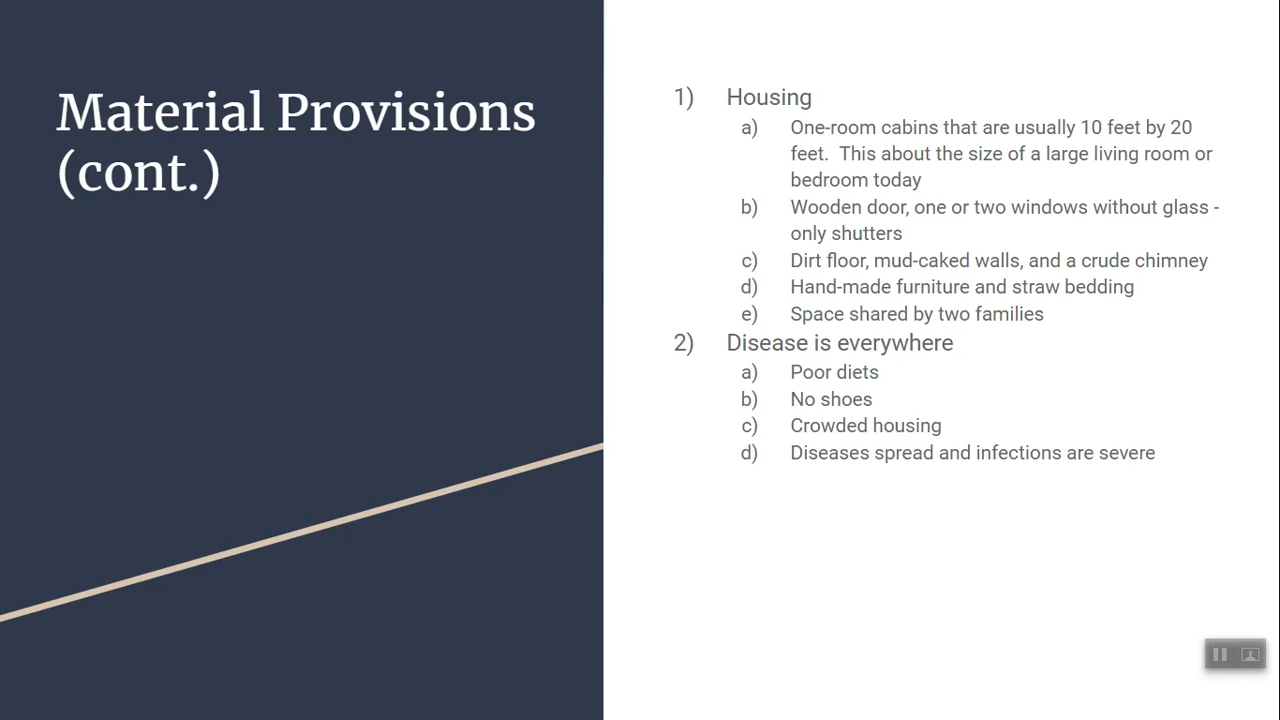 Material Provisions
(cont.)
1) Housing
a) One-room cabins that are usually 10 feet by 20
feet.  This about the size of a large living room or
bedroom today
b) Wooden door, one or two windows without glass -
only shutters
c) Dirt floor, mud-caked walls, and a crude chimney
d) Hand-made furniture and straw bedding
e) Space shared by two families
2) Disease is everywhere
a) Poor diets
b) No shoes
c) Crowded housing
d) Diseases spread and infections are severe